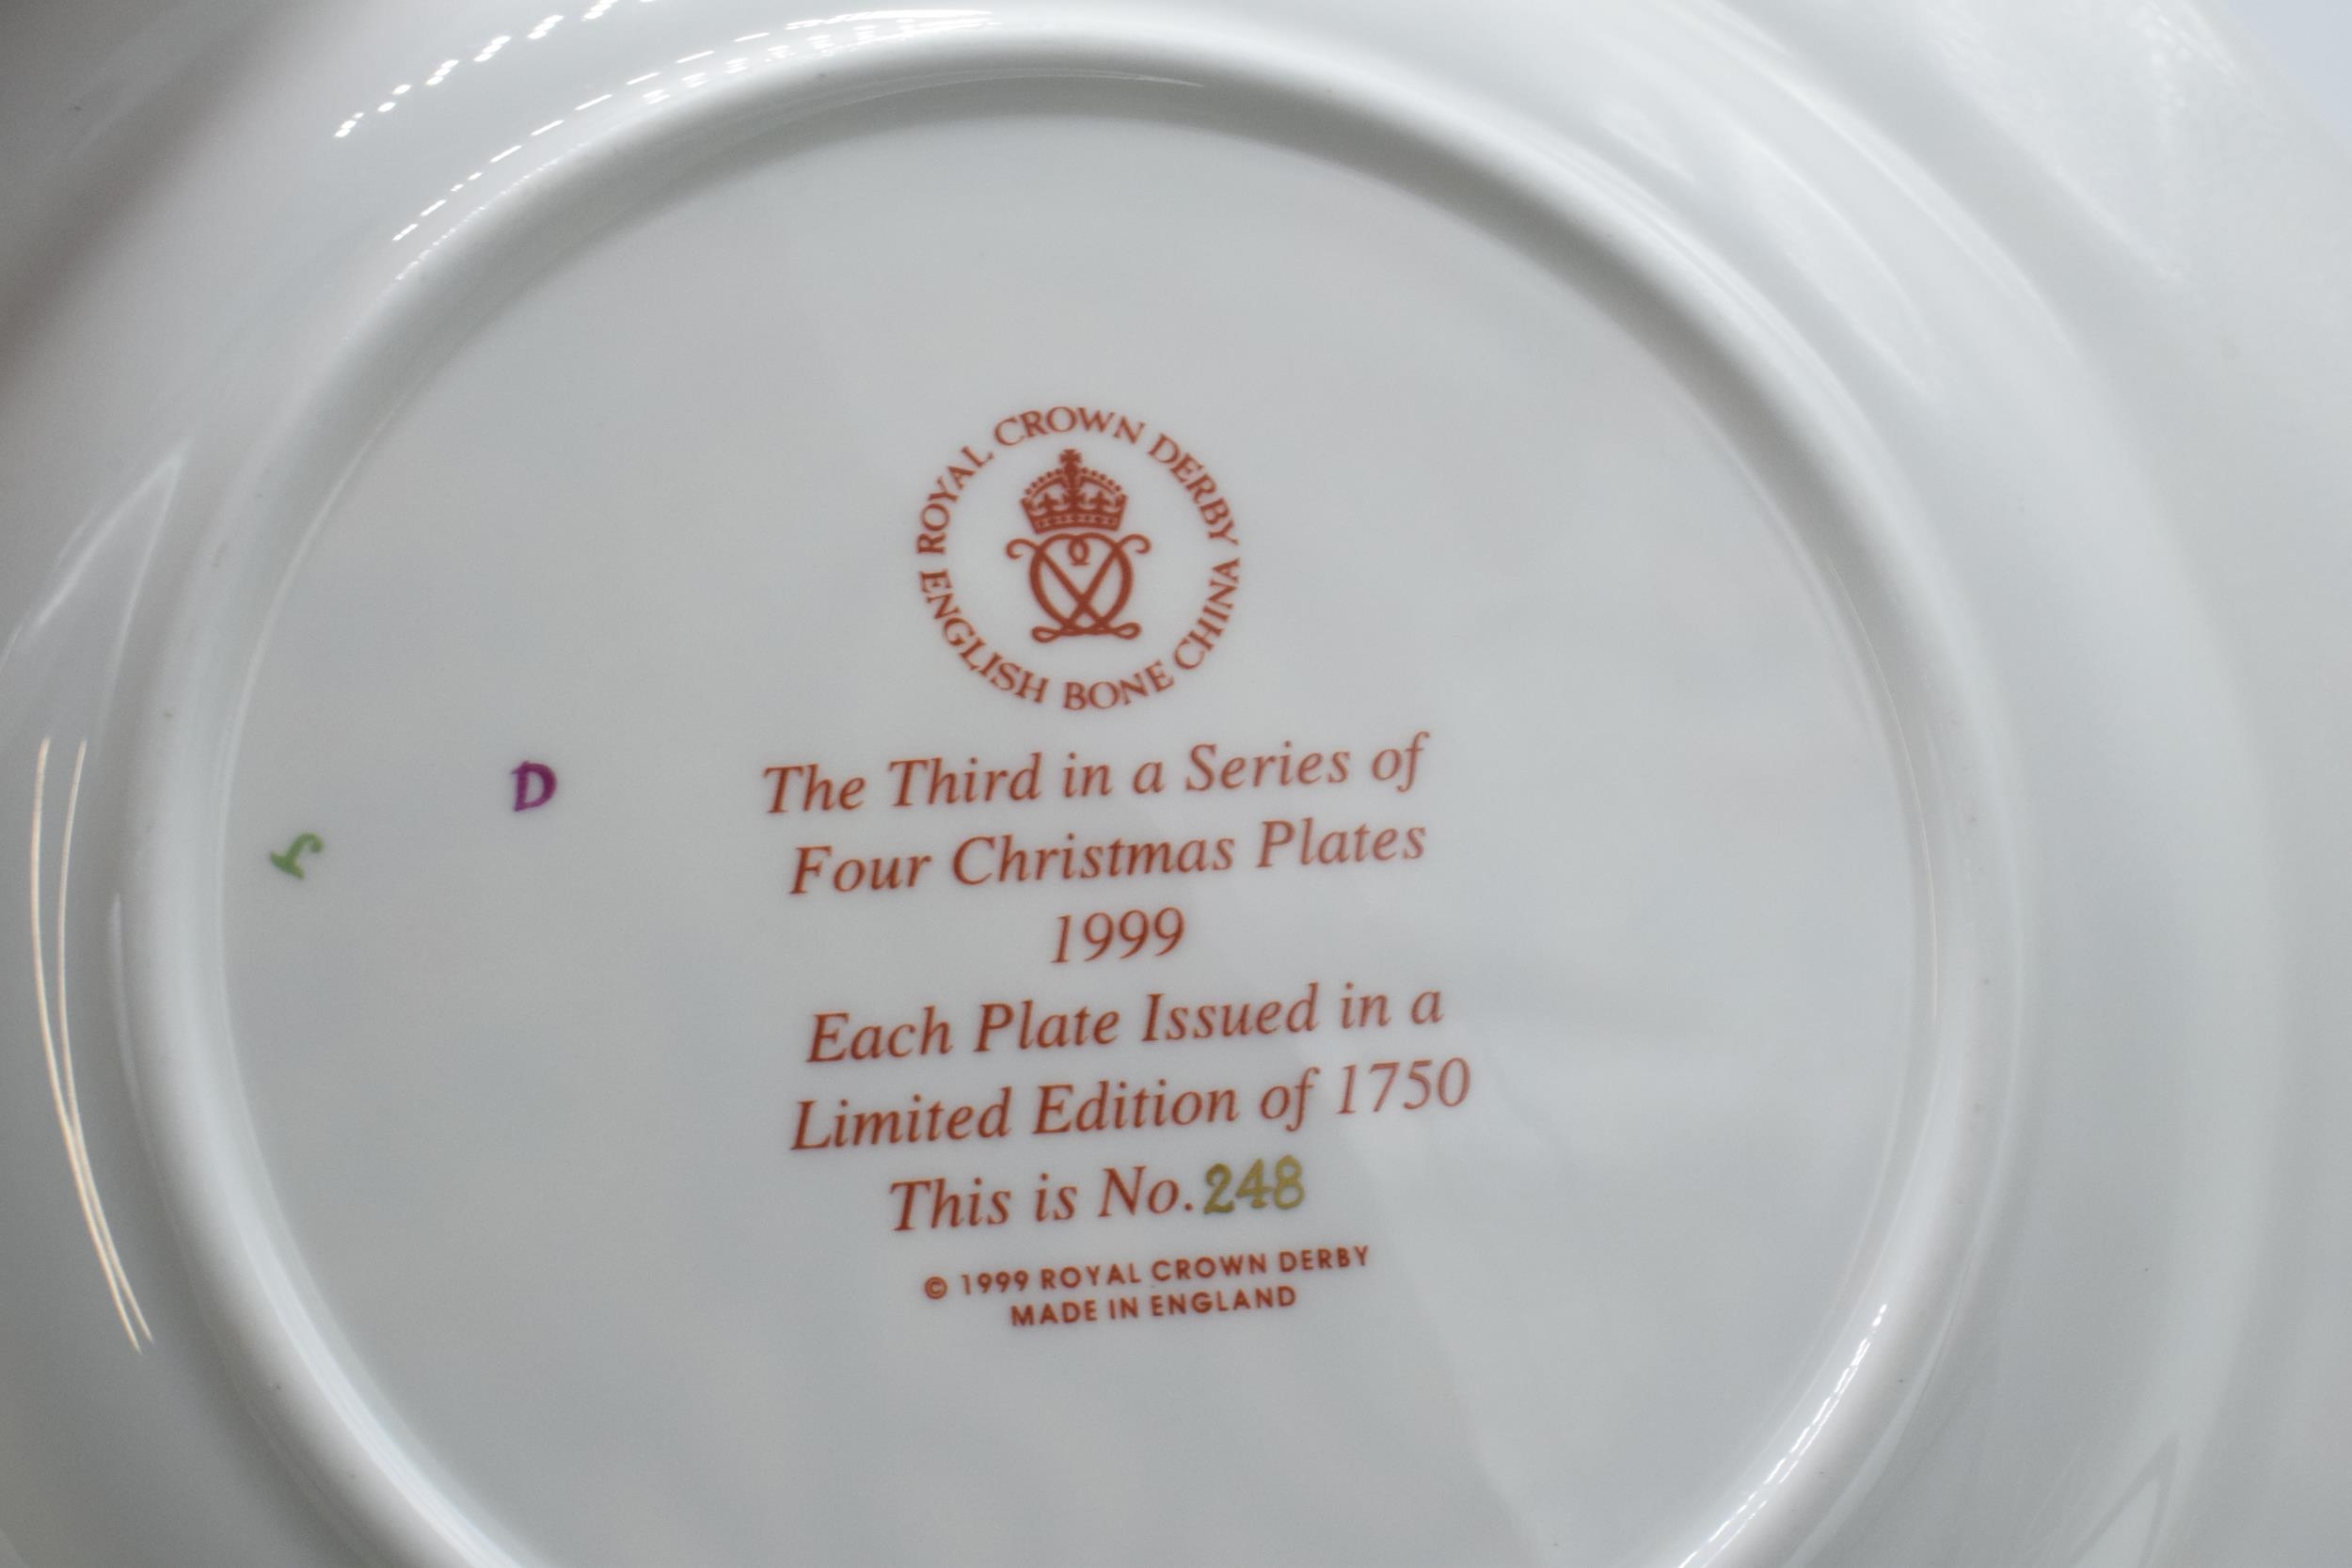 ROYAL CROWN DERBY
ENGLISH BONE CHINA
D
The Third in a Series of
Four Christmas Plates
1999
Each Plate Issued in a
Limited Edition of 1750
This is No. 248
© 1999 ROYAL CROWN DERBY
MADE IN ENGLAND